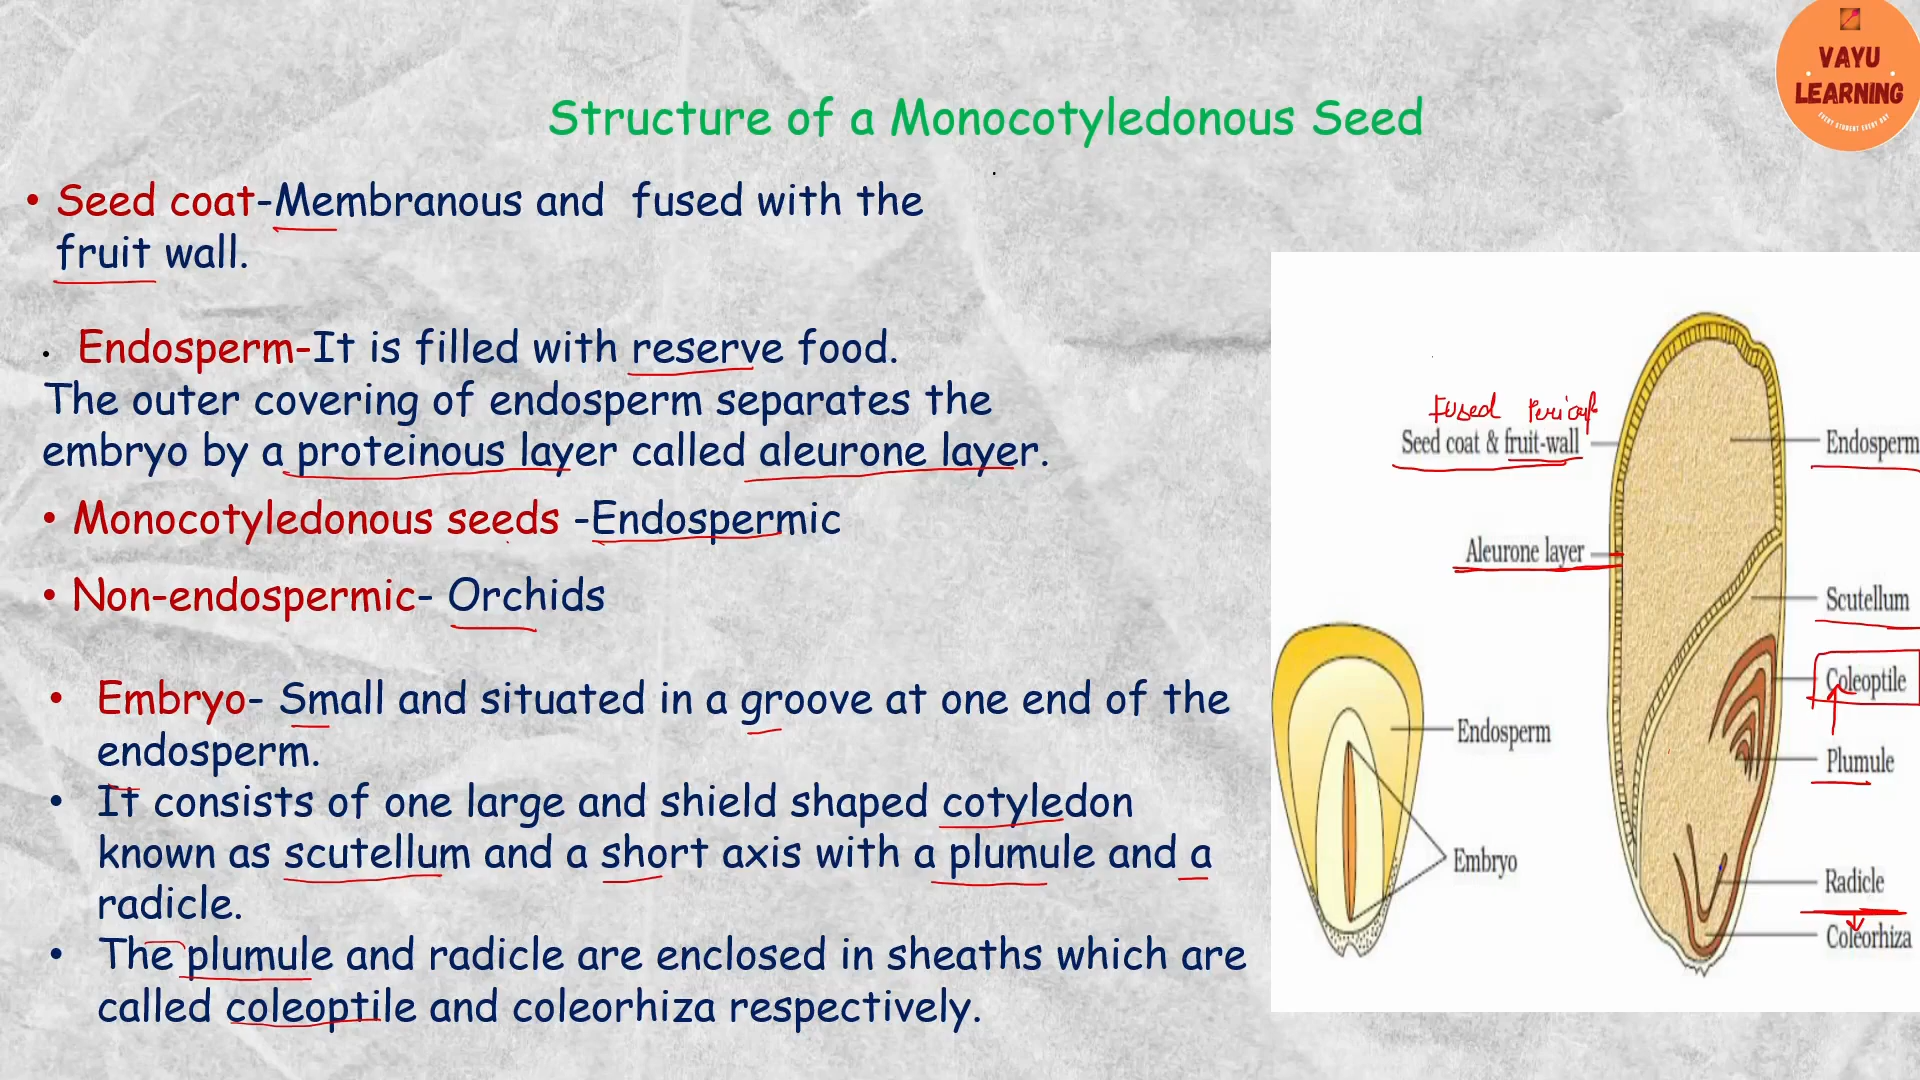 VAYU
LEARNING
EVERY STUDENT EVERY DAY
Structure of a Monocotyledonous Seed
• Seed coat-Membranous and fused with the
fruit wall.
• Endosperm-It is filled with reserve food.
The outer covering of endosperm separates the
embryo by a proteinous layer called aleurone layer.
• Monocotyledonous seeds -Endospermic
• Non-endospermic- Orchids
• Embryo- Small and situated in a groove at one end of the
endosperm.
• It consists of one large and shield shaped cotyledon
known as scutellum and a short axis with a plumule and a
radicle.
• The plumule and radicle are enclosed in sheaths which are
called coleoptile and coleorhiza respectively.
Fused Pericarp
Seed coat & fruit-wall
Endosperm
Aleurone layer
Scutellum
Coleoptile
Endosperm
Plumule
Embryo
Radicle
Coleorhiza